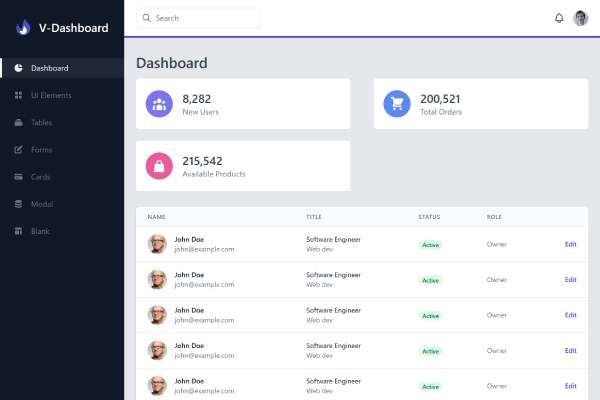 V-Dashboard
Search
Dashboard
UI Elements
Tables
Forms
Cards
Modal
Blank
Dashboard
8,282
New Users
200,521
Total Orders
215,542
Available Products
NAME TITLE STATUS ROLE
John Doe Software Engineer
john@example.com Web dev Active Owner Edit
John Doe Software Engineer
john@example.com Web dev Active Owner Edit
John Doe Software Engineer
john@example.com Web dev Active Owner Edit
John Doe Software Engineer
john@example.com Web dev Active Owner Edit
John Doe Software Engineer
john@example.com Web dev Active Owner Edit